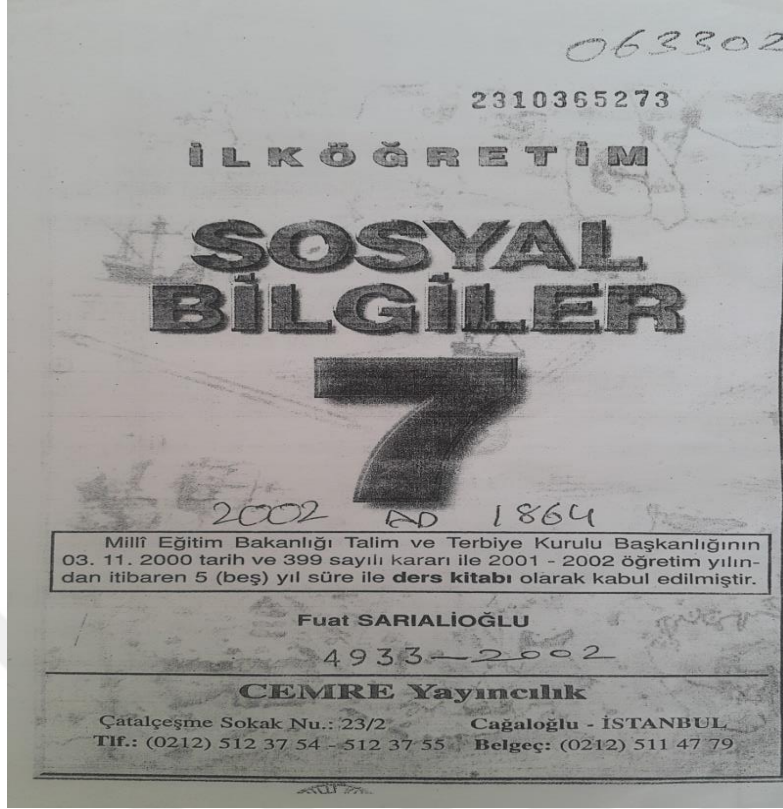 063302
2310365273
İLKÖĞRETİM
SOSYAL
BİLGİLER
7
2002 AD 1864
Millî Eğitim Bakanlığı Talim ve Terbiye Kurulu Başkanlığının
03. 11. 2000 tarih ve 399 sayılı kararı ile 2001 - 2002 öğretim yılın-
dan itibaren 5 (beş) yıl süre ile ders kitabı olarak kabul edilmiştir.
Fuat SARIALİOĞLU
4933-2002
CEMRE Yayıncılık
Çatalçeşme Sokak Nu.: 23/2 Cağaloğlu - İSTANBUL
Tlf.: (0212) 512 37 54 - 512 37 55 Belgeç: (0212) 511 47 79